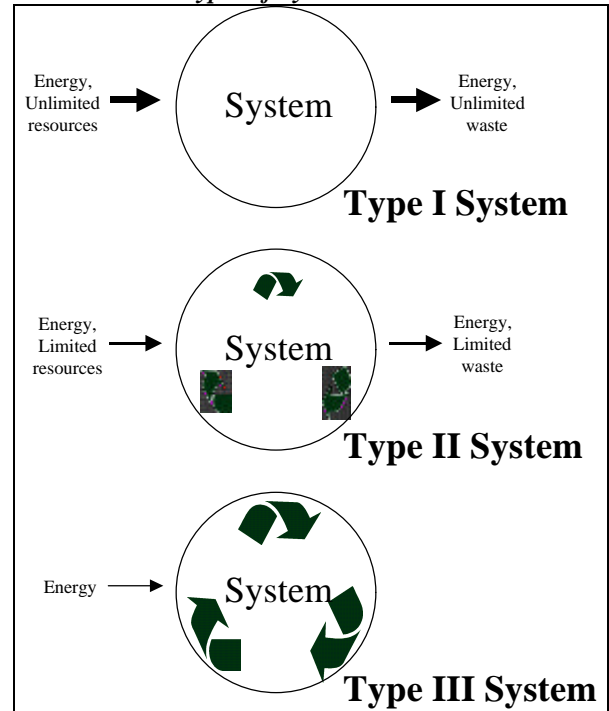 Energy,
Unlimited
resources
System
Energy,
Unlimited
waste
Type I System
Energy,
Limited
resources
System
Energy,
Limited
waste
Type II System
Energy
System
Type III System